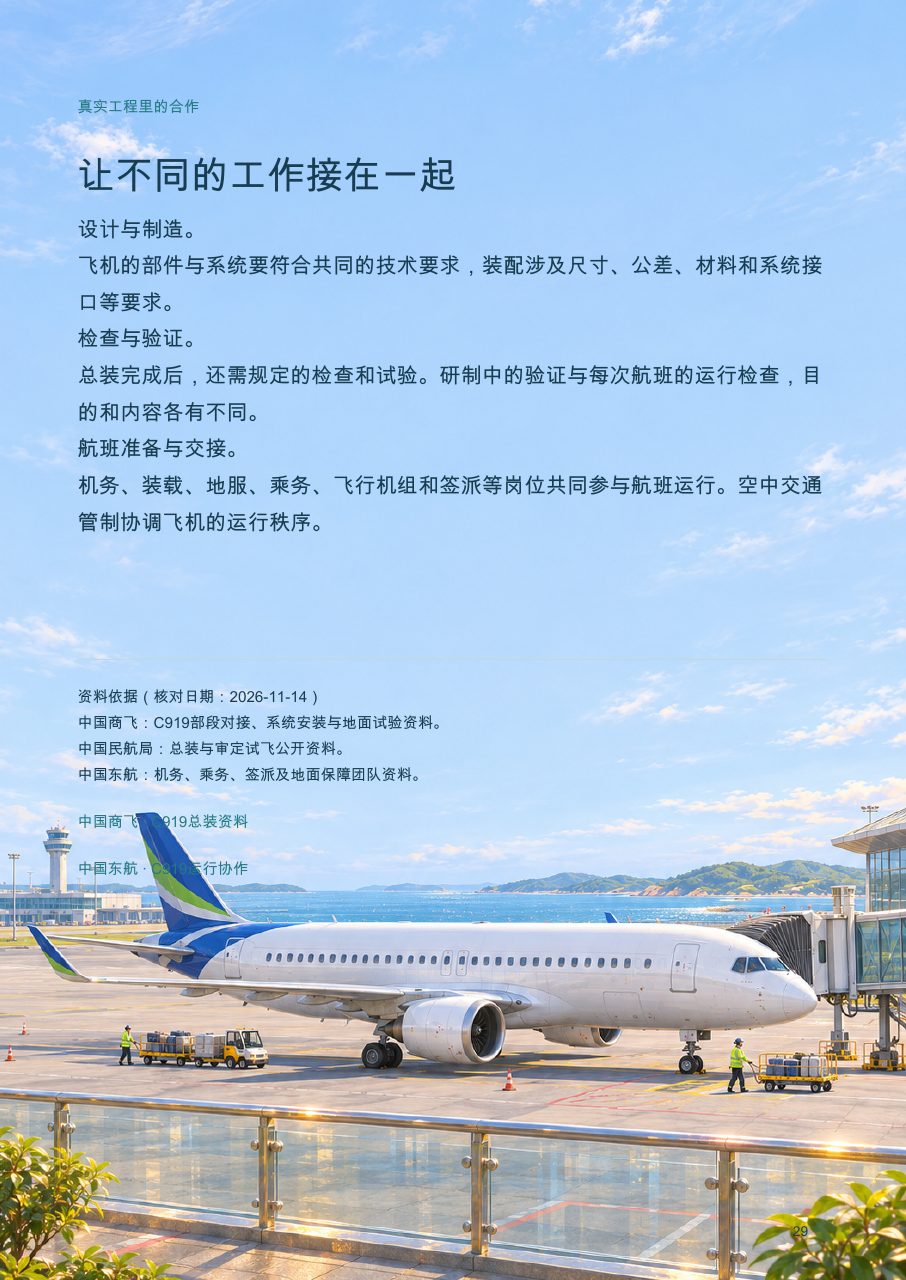 真实工程里的合作
让不同的工作接在一起
设计与制造。
飞机的部件与系统要符合共同的技术要求，装配涉及尺寸、公差、材料和系统接
口等要求。
检查与验证。
总装完成后，还需规定的检查和试验。研制中的验证与每次航班的运行检查，目
的和内容各有不同。
航班准备与交接。
机务、装载、地服、乘务、飞行机组和签派等岗位共同参与航班运行。空中交通
管制协调飞机的运行秩序。
资料依据（核对日期：2026-11-14）
中国商飞：C919部段对接、系统安装与地面试验资料。
中国民航局：总装与审定试飞公开资料。
中国东航：机务、乘务、签派及地面保障团队资料。
中国商飞 · C919总装资料
中国东航 · C919运行协作
29